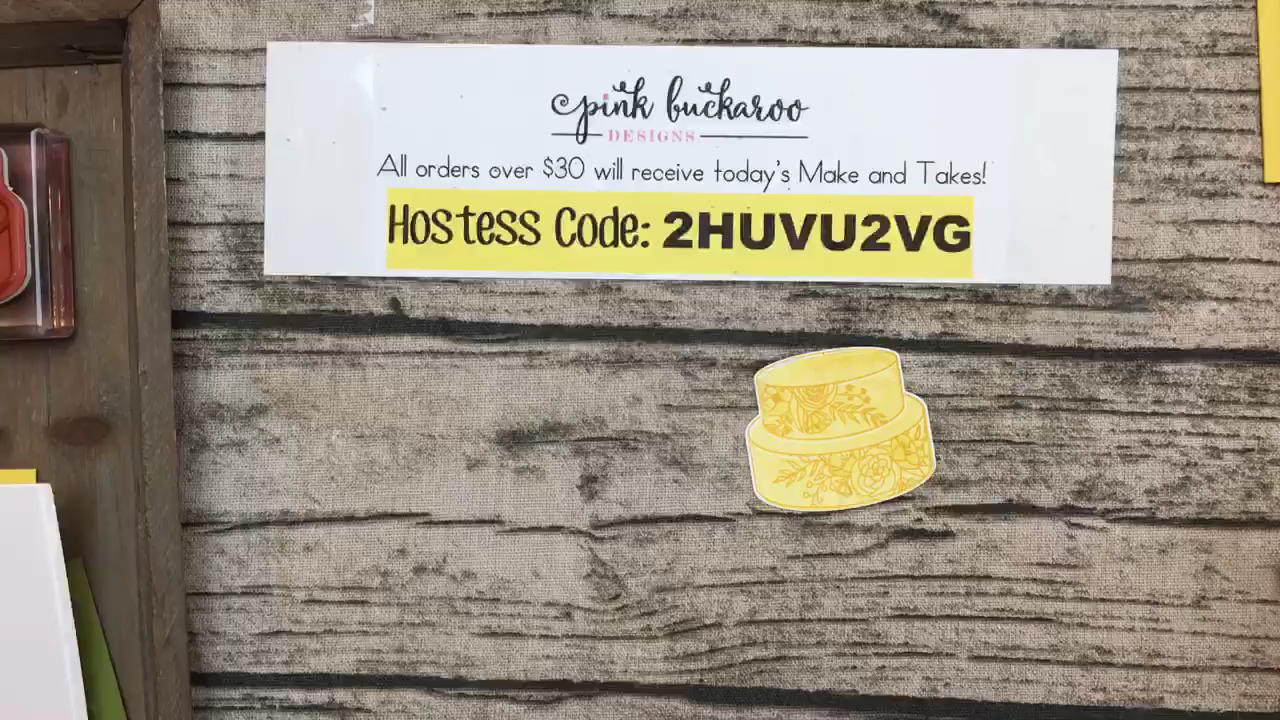 pink buckaroo
DESIGNS
All orders over $30 will receive today's Make and Takes!
Hostess Code: 2HUVU2VG